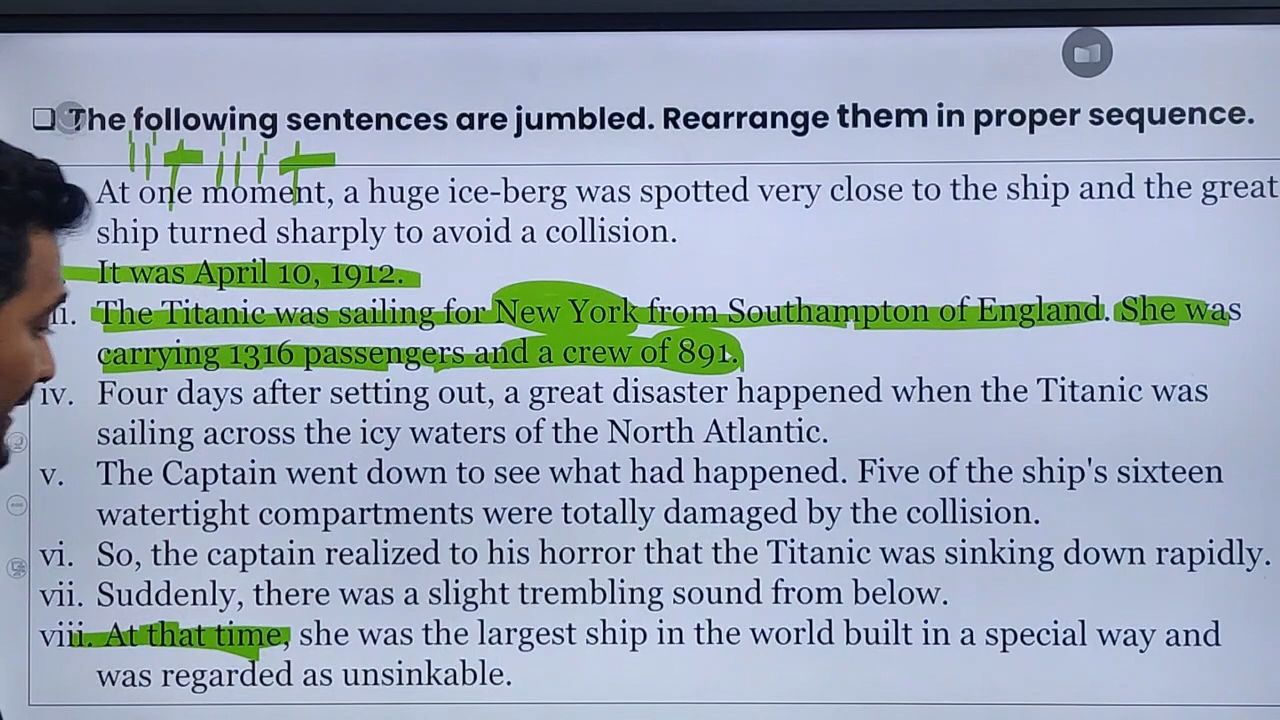 ❑ The following sentences are jumbled. Rearrange them in proper sequence.
ii iii
At one moment, a huge ice-berg was spotted very close to the ship and the great
ship turned sharply to avoid a collision.
It was April 10, 1912.
iii. The Titanic was sailing for New York from Southampton of England. She was
carrying 1316 passengers and a crew of 891.
iv. Four days after setting out, a great disaster happened when the Titanic was
sailing across the icy waters of the North Atlantic.
v. The Captain went down to see what had happened. Five of the ship's sixteen
watertight compartments were totally damaged by the collision.
vi. So, the captain realized to his horror that the Titanic was sinking down rapidly.
vii. Suddenly, there was a slight trembling sound from below.
viii. At that time, she was the largest ship in the world built in a special way and
was regarded as unsinkable.